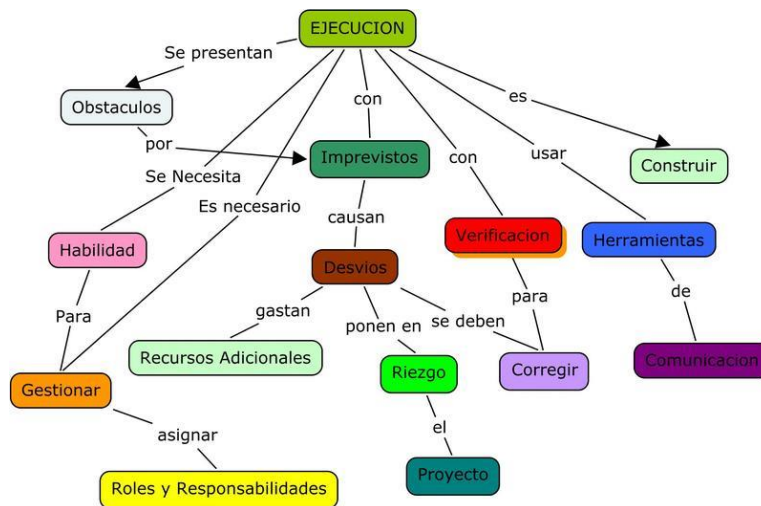 EJECUCION
Se presentan
Obstaculos
con
es
por
Imprevistos
con
usar
Construir
Se Necesita
Es necesario
causan
Habilidad
Verificacion
Herramientas
Desvios
Para
gastan
ponen en
se deben
para
de
Recursos Adicionales
Riezgo
Corregir
Comunicacion
Gestionar
asignar
el
Roles y Responsabilidades
Proyecto